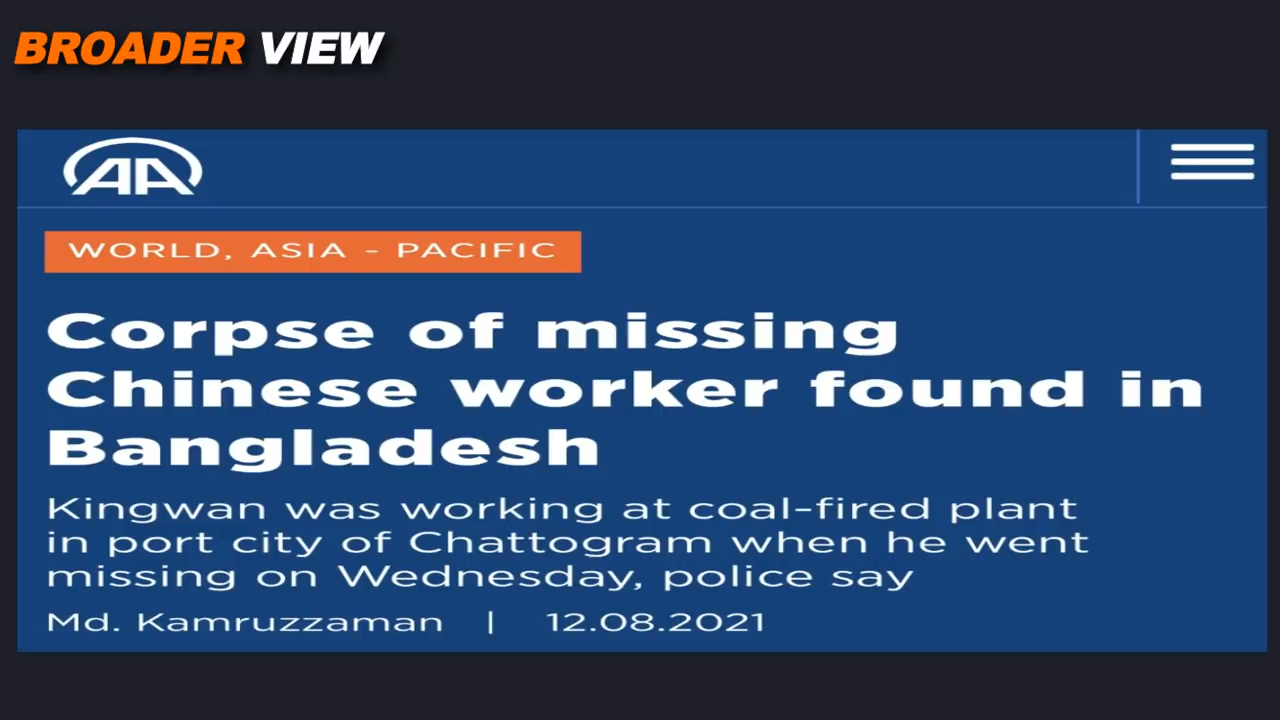 BROADER VIEW
AA
WORLD, ASIA - PACIFIC
Corpse of missing
Chinese worker found in
Bangladesh
Kingwan was working at coal-fired plant
in port city of Chattogram when he went
missing on Wednesday, police say
Md. Kamruzzaman | 12.08.2021